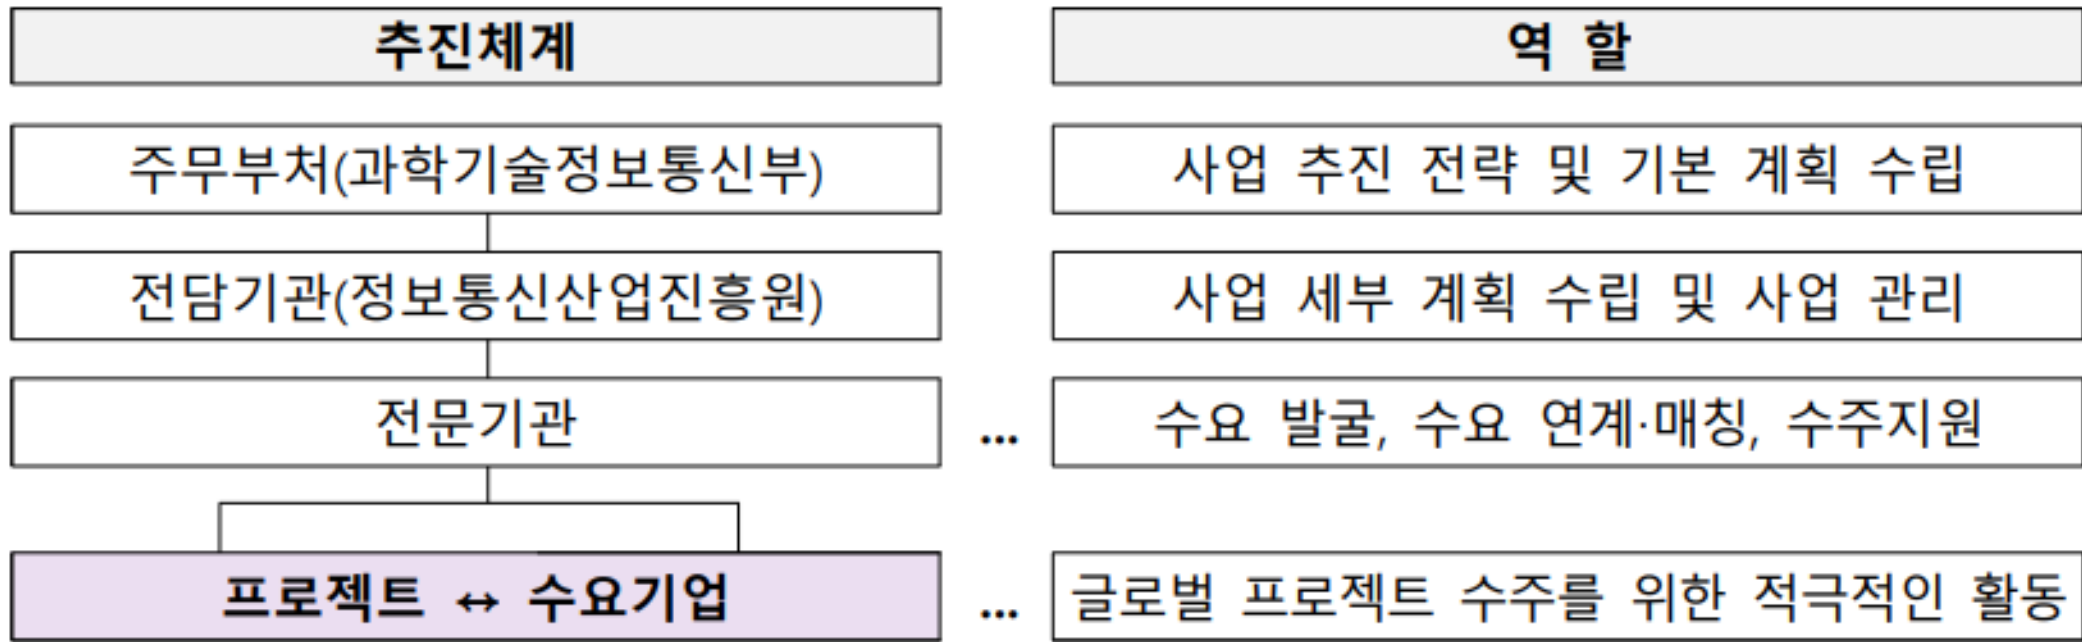 추진체계 역 할
주무부처(과학기술정보통신부) 사업 추진 전략 및 기본 계획 수립
전담기관(정보통신산업진흥원) 사업 세부 계획 수립 및 사업 관리
전문기관 ... 수요 발굴, 수요 연계·매칭, 수주지원
프로젝트 ↔ 수요기업 ... 글로벌 프로젝트 수주를 위한 적극적인 활동